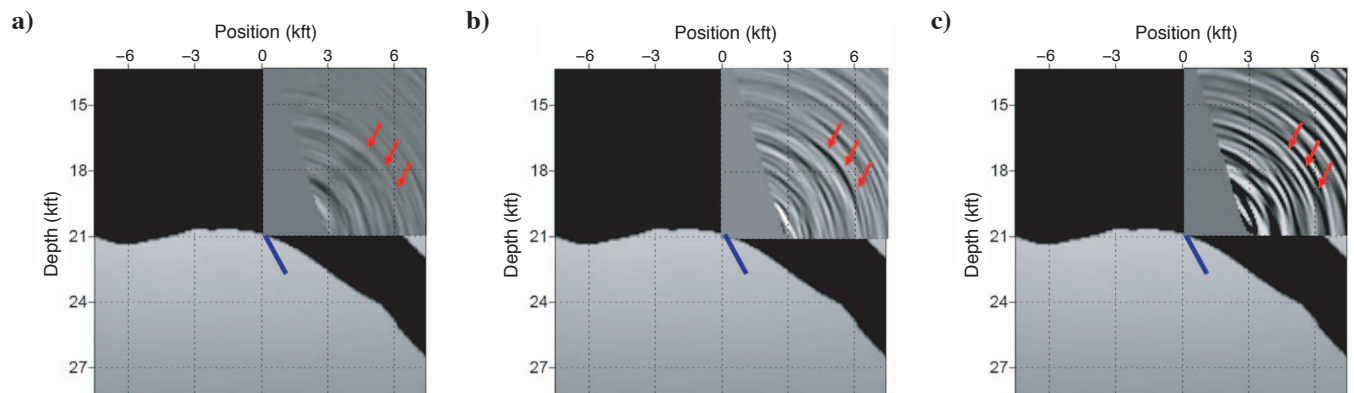 a)
Position (kft)
−6 −3 0 3 6
Depth (kft)
15
18
21
24
27
b)
Position (kft)
−6 −3 0 3 6
Depth (kft)
15
18
21
24
27
c)
Position (kft)
−6 −3 0 3 6
Depth (kft)
15
18
21
24
27